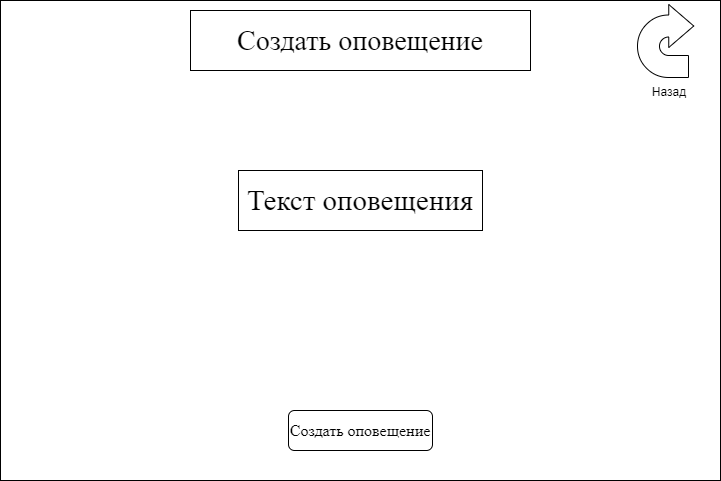 Создать оповещение
Назад
Текст оповещения
Создать оповещение